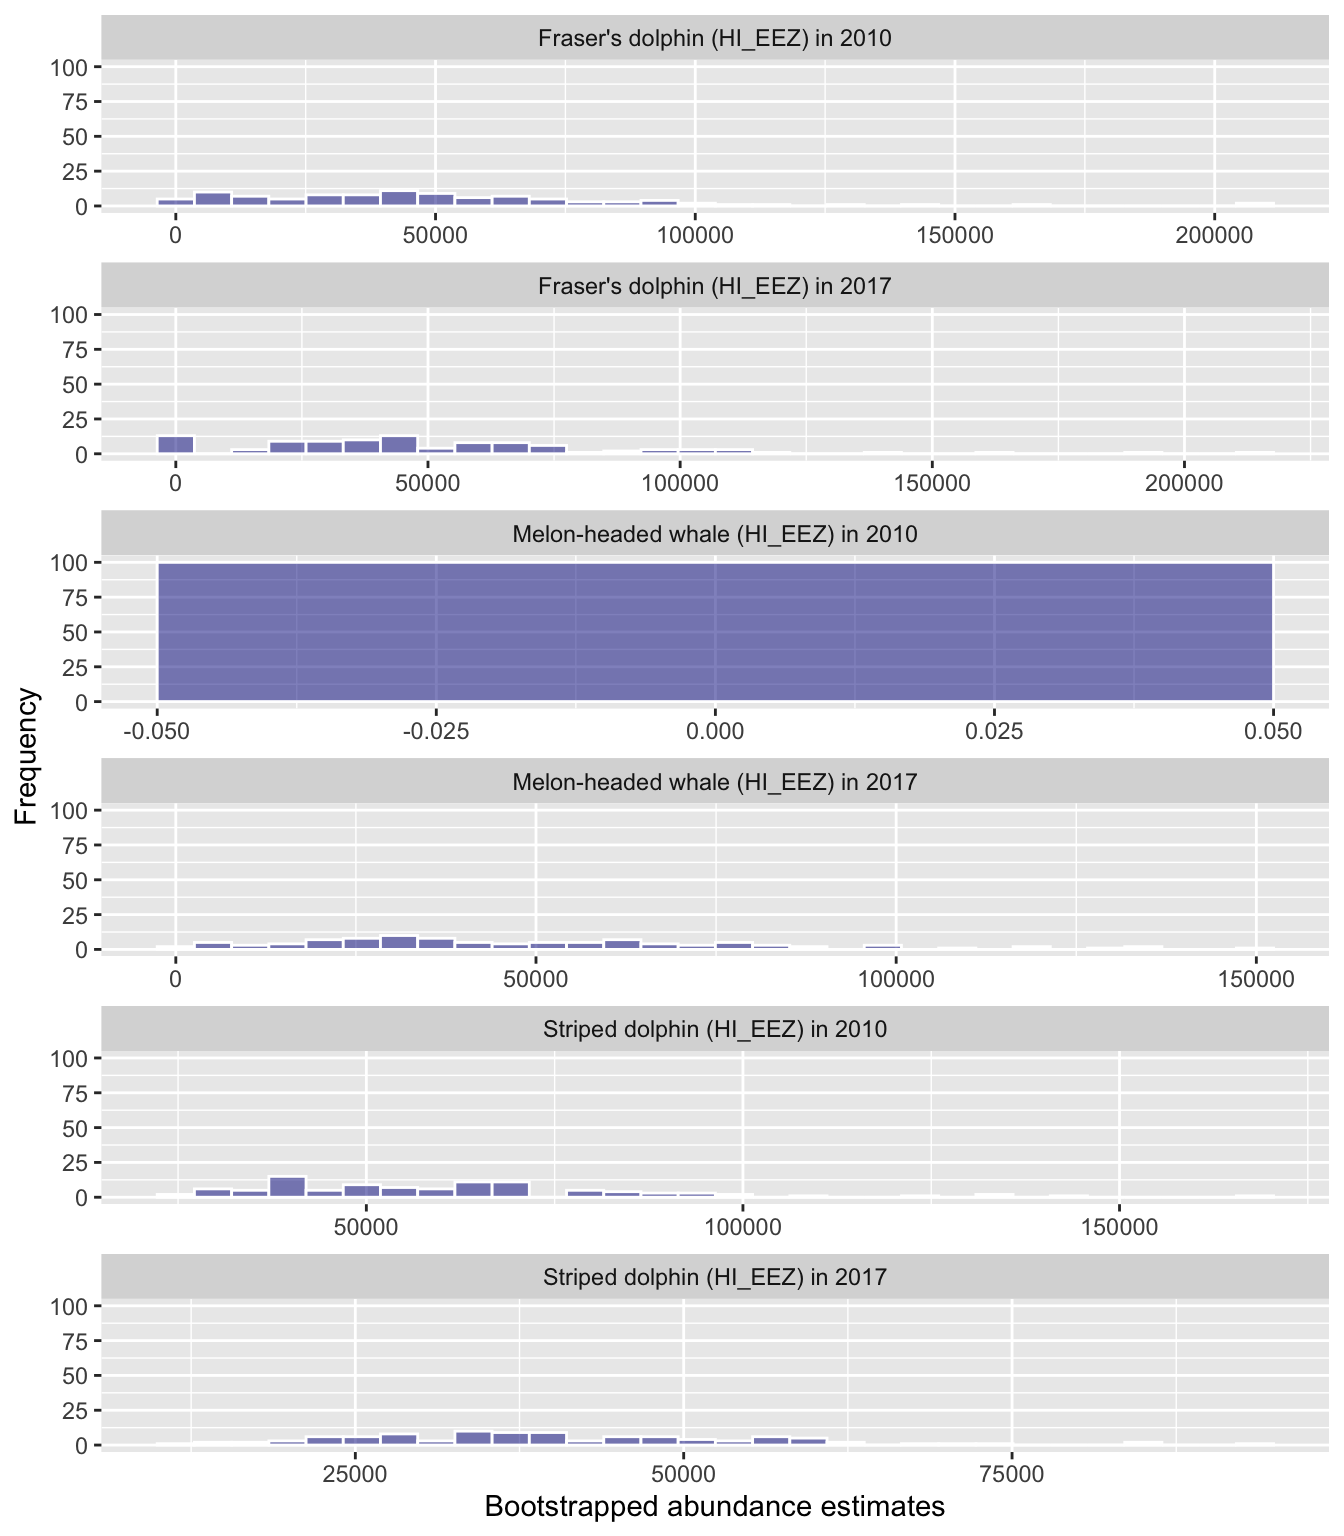 Fraser's dolphin (HI_EEZ) in 2010
100
75
50
25
0
0 50000 100000 150000 200000
Fraser's dolphin (HI_EEZ) in 2017
100
75
50
25
0
0 50000 100000 150000 200000
Melon-headed whale (HI_EEZ) in 2010
100
75
50
25
0
-0.050 -0.025 0.000 0.025 0.050
Frequency
Melon-headed whale (HI_EEZ) in 2017
100
75
50
25
0
0 50000 100000 150000
Striped dolphin (HI_EEZ) in 2010
100
75
50
25
0
50000 100000 150000
Striped dolphin (HI_EEZ) in 2017
100
75
50
25
0
25000 50000 75000
Bootstrapped abundance estimates